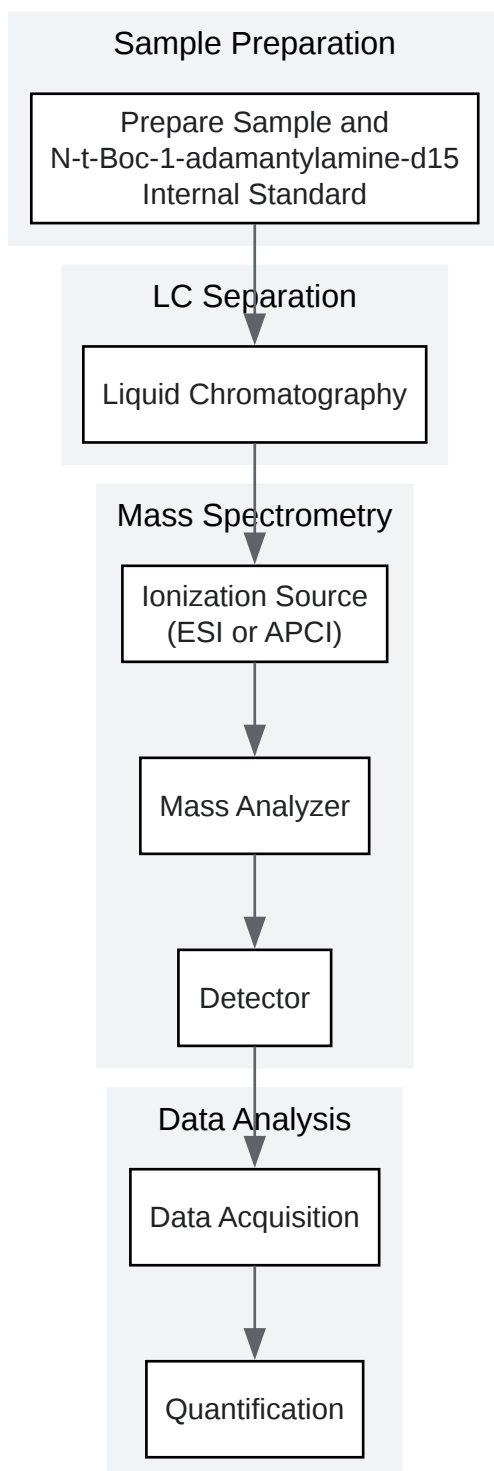 Sample Preparation
Prepare Sample and
N-t-Boc-1-adamantylamine-d15
Internal Standard
LC Separation
Liquid Chromatography
Mass Spectrometry
Ionization Source
(ESI or APCI)
Mass Analyzer
Detector
Data Analysis
Data Acquisition
Quantification